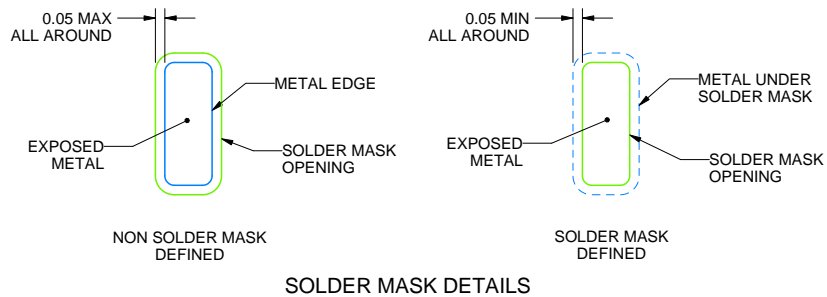 0.05 MAX
ALL AROUND
METAL EDGE
EXPOSED
METAL
SOLDER MASK
OPENING
NON SOLDER MASK
DEFINED
0.05 MIN
ALL AROUND
METAL UNDER
SOLDER MASK
EXPOSED
METAL
SOLDER MASK
OPENING
SOLDER MASK
DEFINED
SOLDER MASK DETAILS